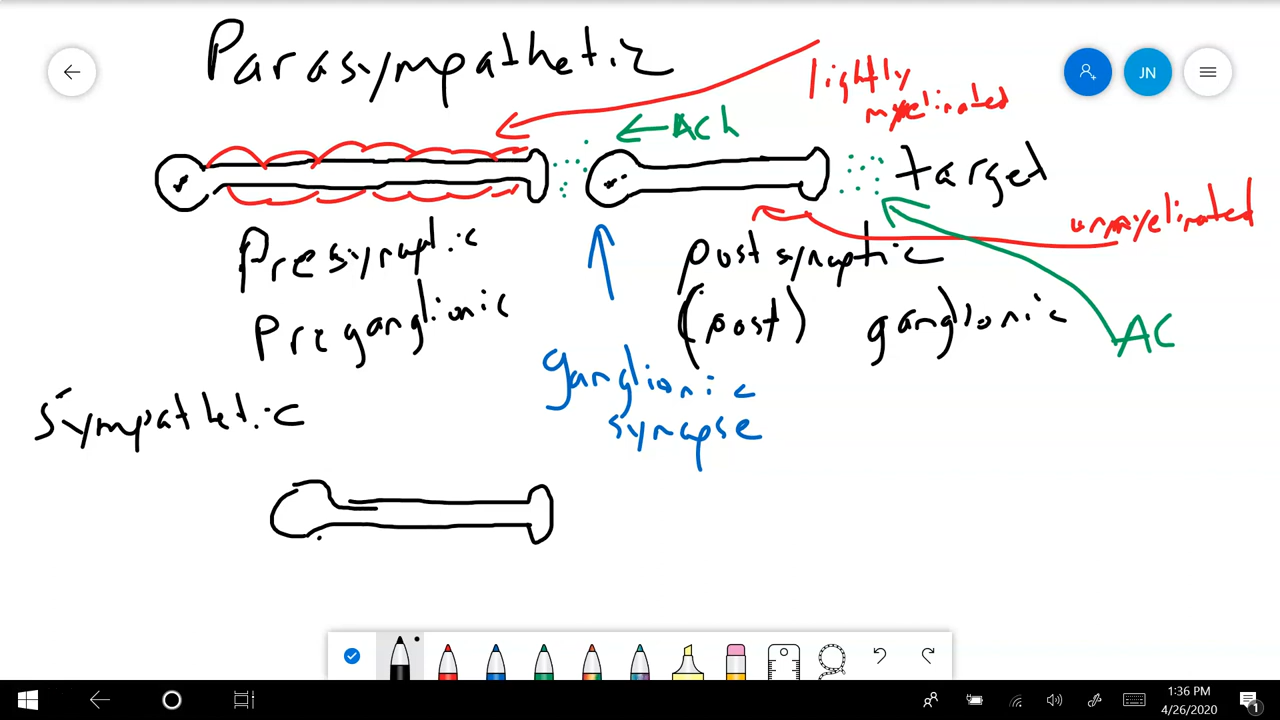 Parasympathetic
lightly
myelinated
ACh
target
unmyelinated
Presynaptic
Preganglionic
postsynaptic
(post) ganglionic
AC
ganglionic
synapse
Sympathetic
JN
1:36 PM
4/26/2020
1